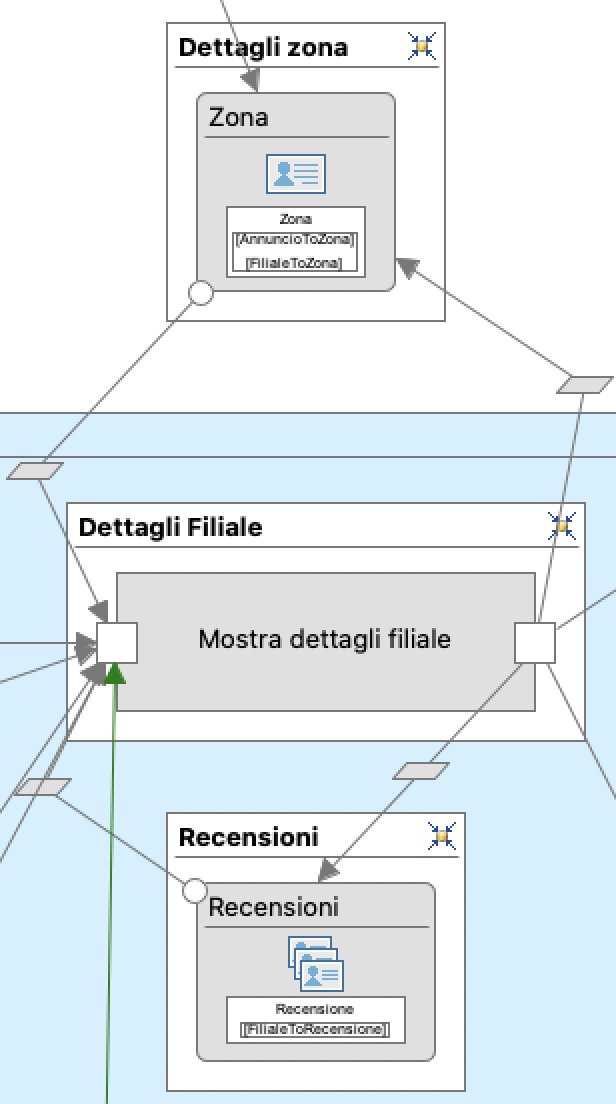 Dettagli zona
Zona
Zona
[AnnuncioToZona]
[FilialeToZona]
Dettagli Filiale
Mostra dettagli filiale
Recensioni
Recensioni
Recensione
[FilialeToRecensione]